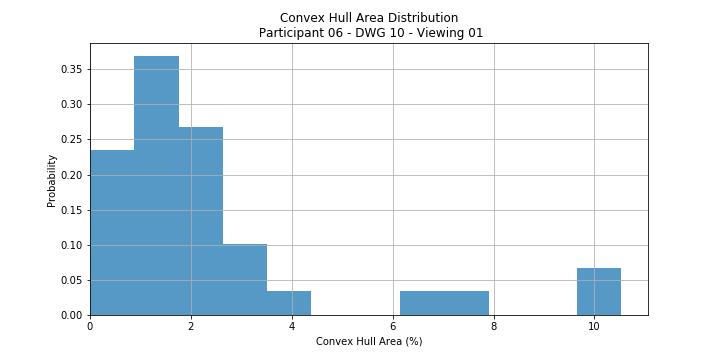 Convex Hull Area Distribution
Participant 06 - DWG 10 - Viewing 01
Probability
0.35
0.30
0.25
0.20
0.15
0.10
0.05
0.00
0 2 4 6 8 10
Convex Hull Area (%)